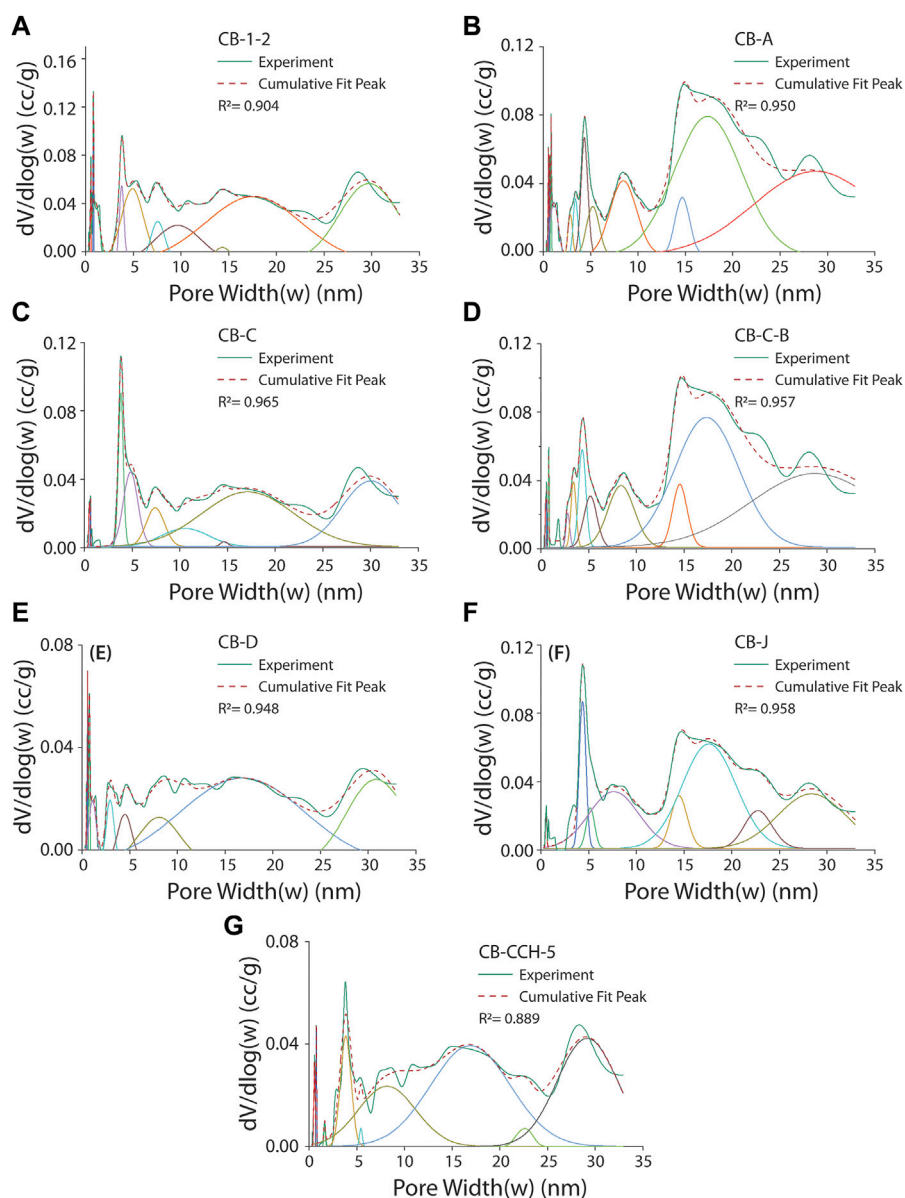 A
CB-1-2
Experiment
Cumulative Fit Peak
R²= 0.904
dV/dlog(w) (cc/g)
0.16
0.12
0.08
0.04
0.00
0 5 10 15 20 25 30 35
Pore Width(w) (nm)
B
CB-A
Experiment
Cumulative Fit Peak
R²= 0.950
dV/dlog(w) (cc/g)
0.12
0.08
0.04
0.00
0 5 10 15 20 25 30 35
Pore Width(w) (nm)
C
CB-C
Experiment
Cumulative Fit Peak
R²= 0.965
dV/dlog(w) (cc/g)
0.12
0.08
0.04
0.00
0 5 10 15 20 25 30 35
Pore Width(w) (nm)
D
CB-C-B
Experiment
Cumulative Fit Peak
R²= 0.957
dV/dlog(w) (cc/g)
0.12
0.08
0.04
0.00
0 5 10 15 20 25 30 35
Pore Width(w) (nm)
E
(E)
CB-D
Experiment
Cumulative Fit Peak
R²= 0.948
dV/dlog(w) (cc/g)
0.08
0.04
0.00
0 5 10 15 20 25 30 35
Pore Width(w) (nm)
F
(F)
CB-J
Experiment
Cumulative Fit Peak
R²= 0.958
dV/dlog(w) (cc/g)
0.12
0.08
0.04
0.00
0 5 10 15 20 25 30 35
Pore Width(w) (nm)
G
CB-CCH-5
Experiment
Cumulative Fit Peak
R²= 0.889
dV/dlog(w) (cc/g)
0.08
0.04
0.00
0 5 10 15 20 25 30 35
Pore Width(w) (nm)